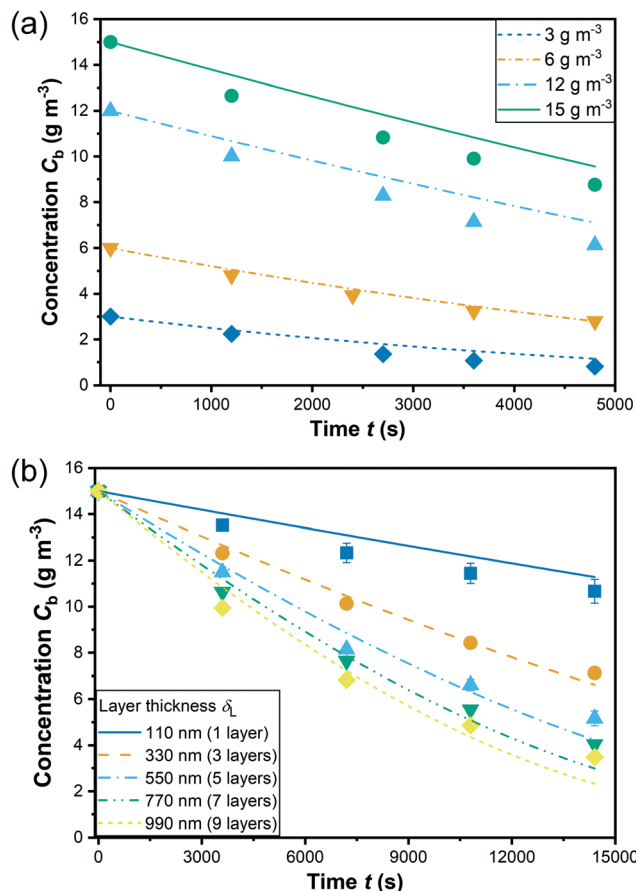 (a)
Concentration Cb (g m-3)
16
14
12
10
8
6
4
2
0
3 g m-3
6 g m-3
12 g m-3
15 g m-3
0 1000 2000 3000 4000 5000
Time t (s)
(b)
Concentration Cb (g m-3)
16
14
12
10
8
6
4
2
0
Layer thickness δL
110 nm (1 layer)
330 nm (3 layers)
550 nm (5 layers)
770 nm (7 layers)
990 nm (9 layers)
0 3000 6000 9000 12000 15000
Time t (s)